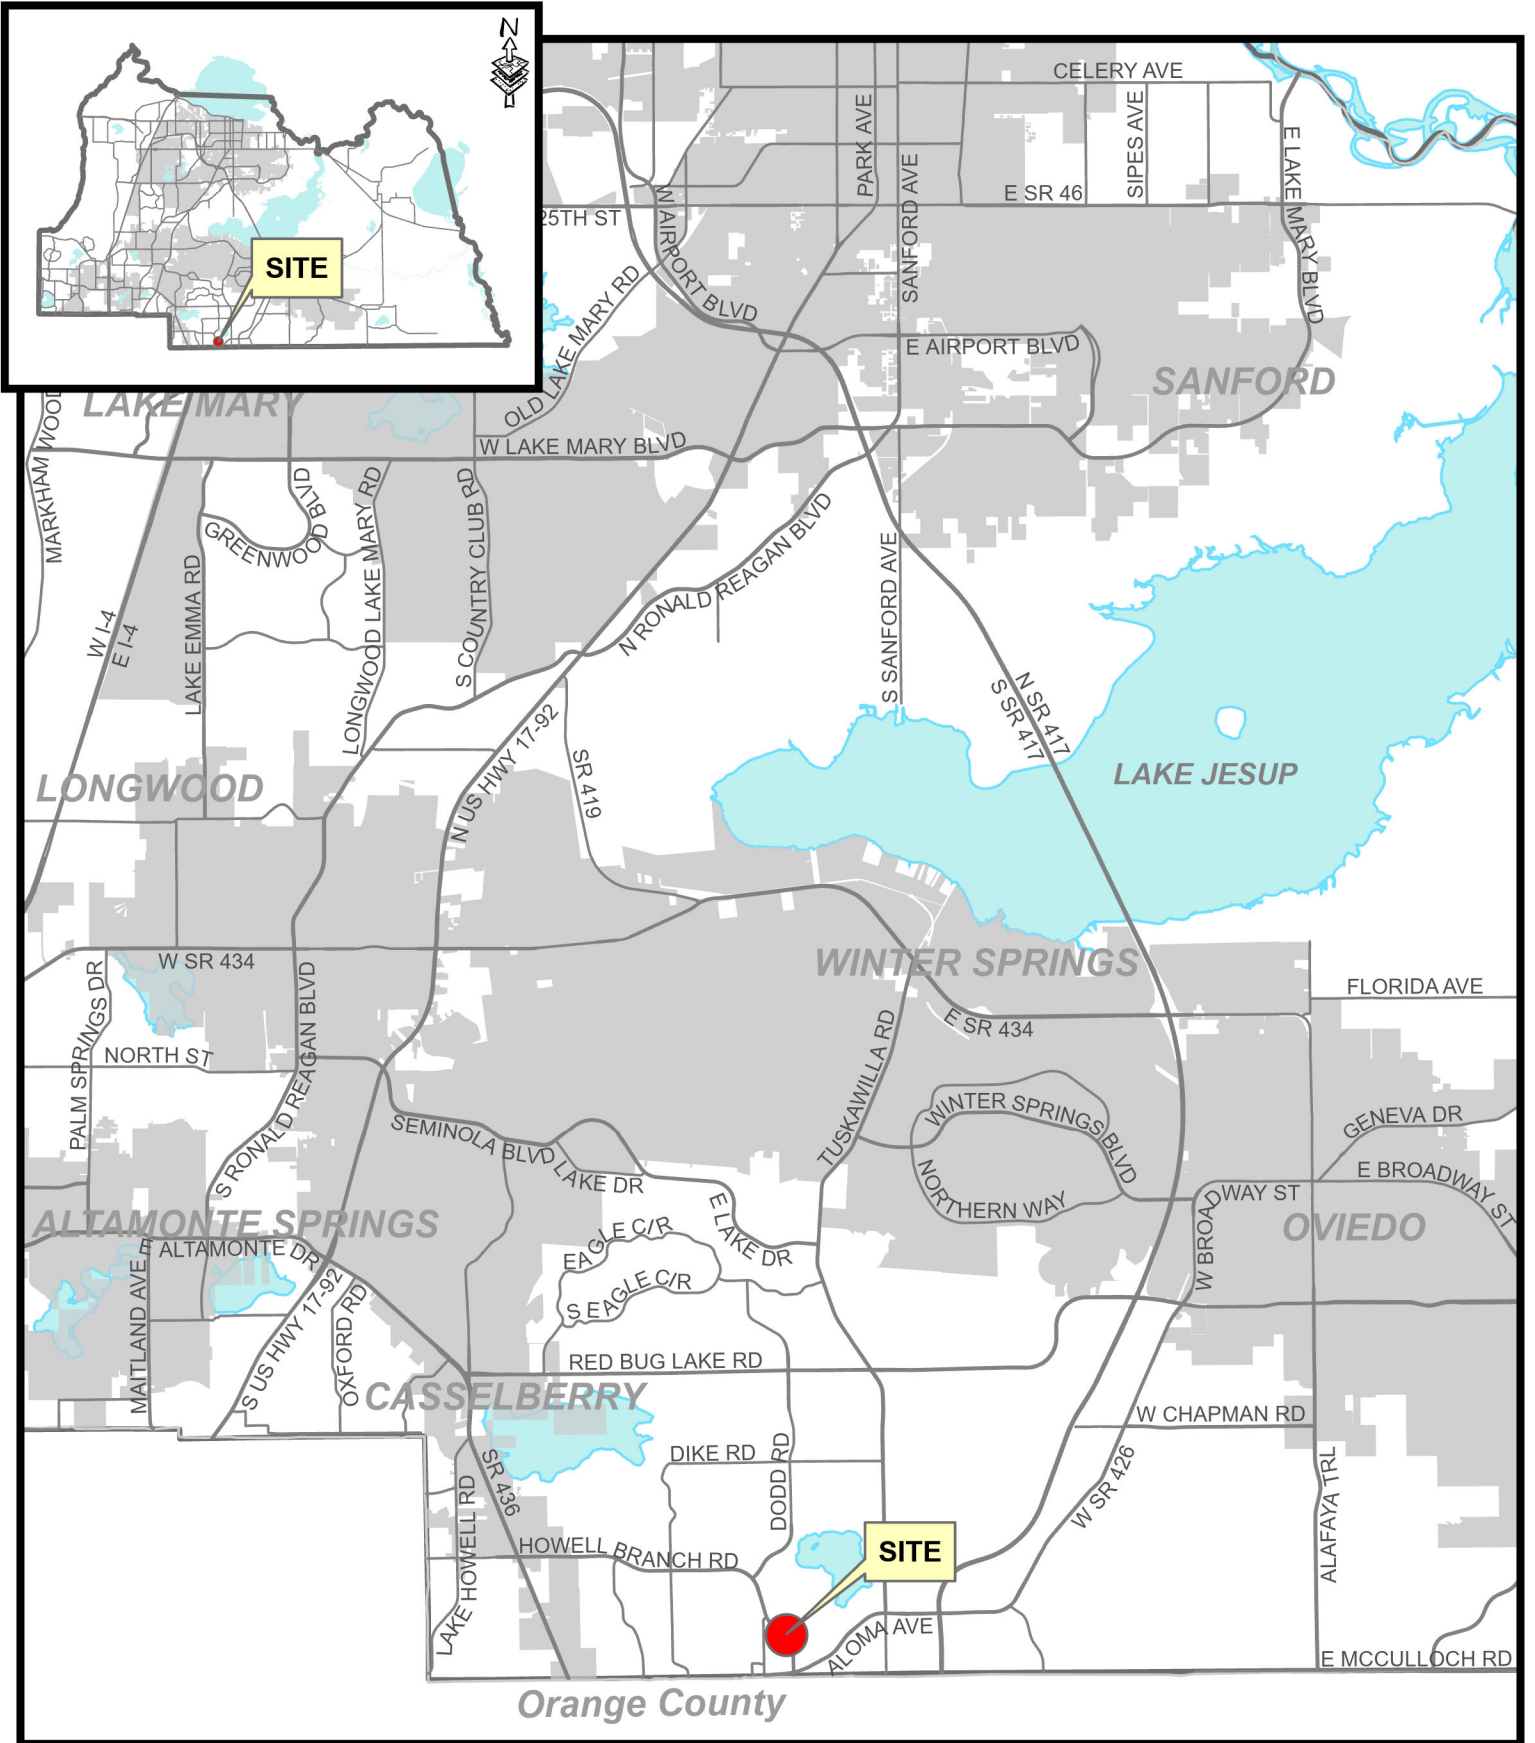 N
SITE
CELERY AVE
PARK AVE
SANFORD AVE
SIPES AVE
E LAKE MARY BLVD
E SR 46
25TH ST
W AIRPORT BLVD
OLD LAKE MARY RD
E AIRPORT BLVD
SANFORD
LAKE MARY
W LAKE MARY BLVD
MARKHAM WOOD
GREENWOOD BLVD
LONGWOOD LAKE MARY RD
S COUNTRY CLUB RD
LAKE EMMA RD
W I-4
E I-4
N RONALD REAGAN BLVD
S SANFORD AVE
N SR 417
S SR 417
N US HWY 17-92
SR 419
LAKE JESUP
LONGWOOD
WINTER SPRINGS
W SR 434
PALM SPRINGS DR
S RONALD REAGAN BLVD
NORTH ST
FLORIDA AVE
E SR 434
TUSKAWILLA RD
WINTER SPRINGS BLVD
NORTHERN WAY
GENEVA DR
E BROADWAY ST
W BROADWAY ST
SEMINOLA BLVD
LAKE DR
E LAKE DR
EAGLE CIR
S EAGLE CIR
ALTAMONTE SPRINGS
OVIEDO
E ALTAMONTE DR
MAITLAND AVE
S US HWY 17-92
OXFORD RD
RED BUG LAKE RD
CASSELBERRY
W CHAPMAN RD
DIKE RD
DODD RD
SR 436
LAKE HOWELL RD
W SR 426
ALAFAYA TRL
HOWELL BRANCH RD
SITE
ALOMA AVE
E MCCULLOCH RD
Orange County